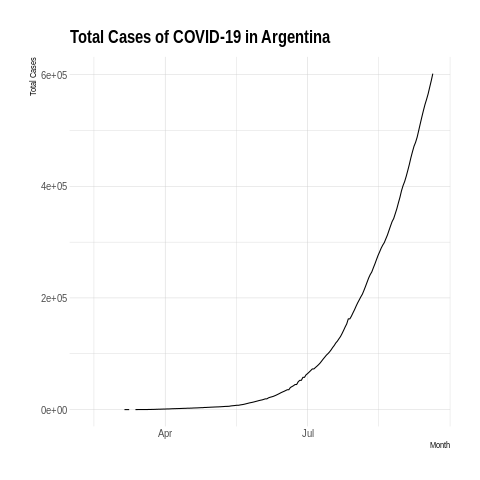 Total Cases of COVID-19 in Argentina
Total Cases
6e+05
4e+05
2e+05
0e+00
Apr
Jul
Month